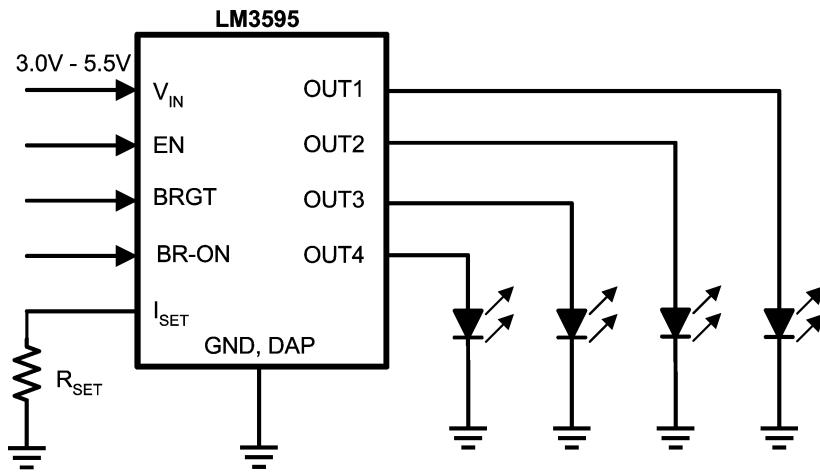 LM3595
3.0V - 5.5V
VIN
EN
BRGT
BR-ON
ISET
OUT1
OUT2
OUT3
OUT4
GND, DAP
RSET